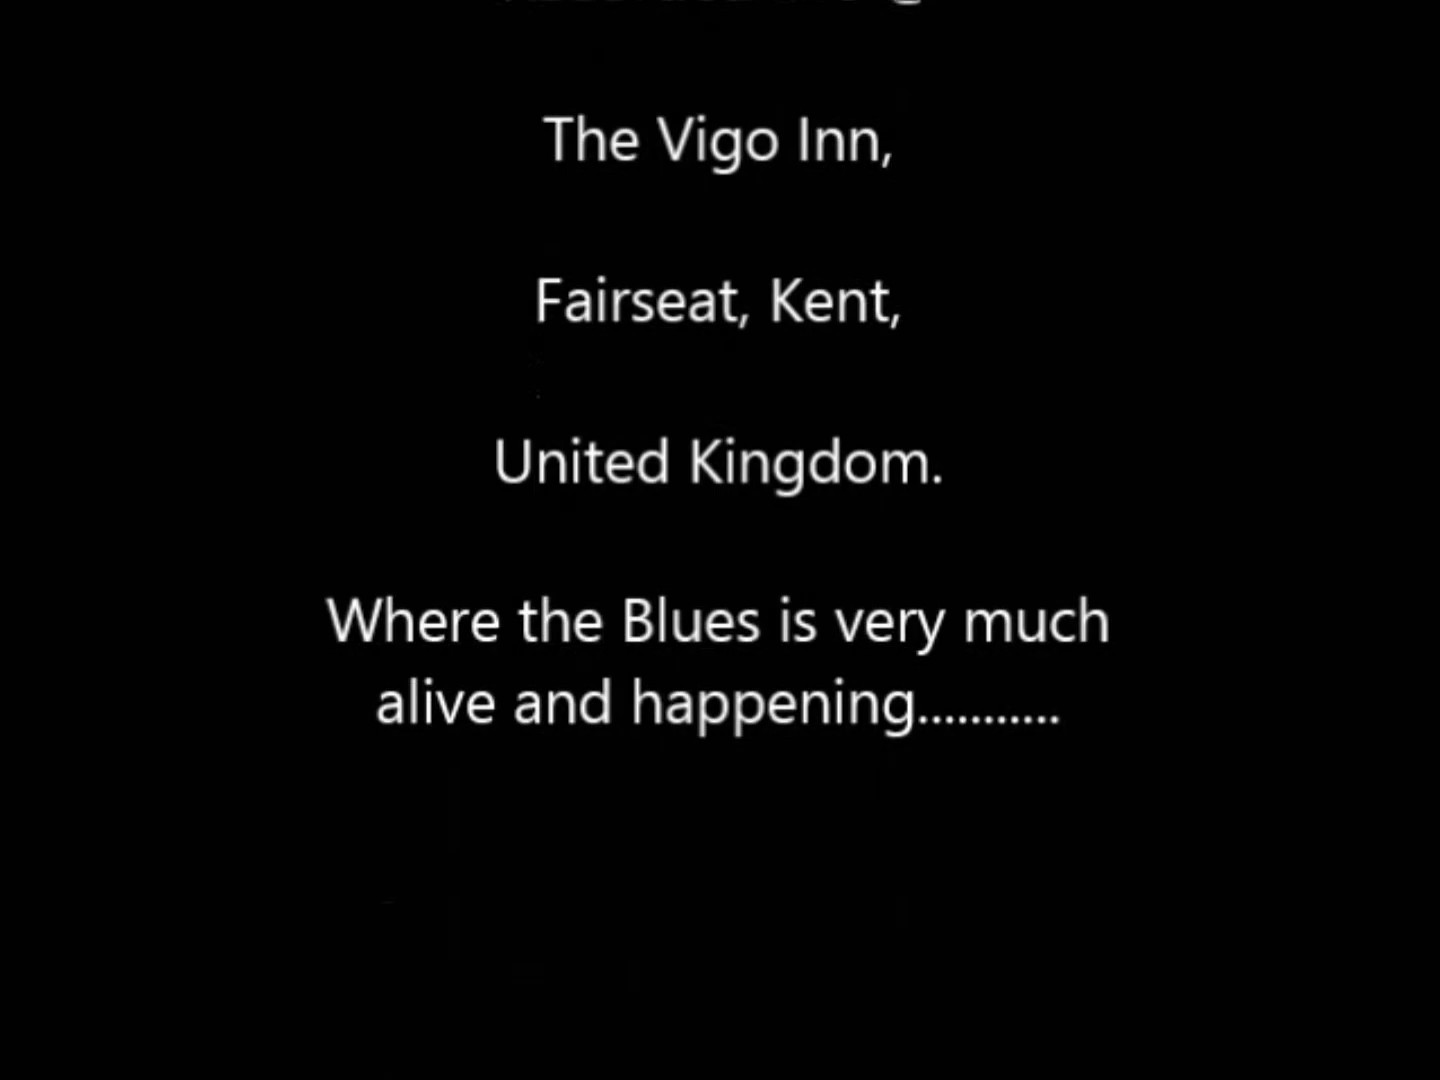 The Vigo Inn,
Fairseat, Kent,
United Kingdom.
Where the Blues is very much
alive and happening...........